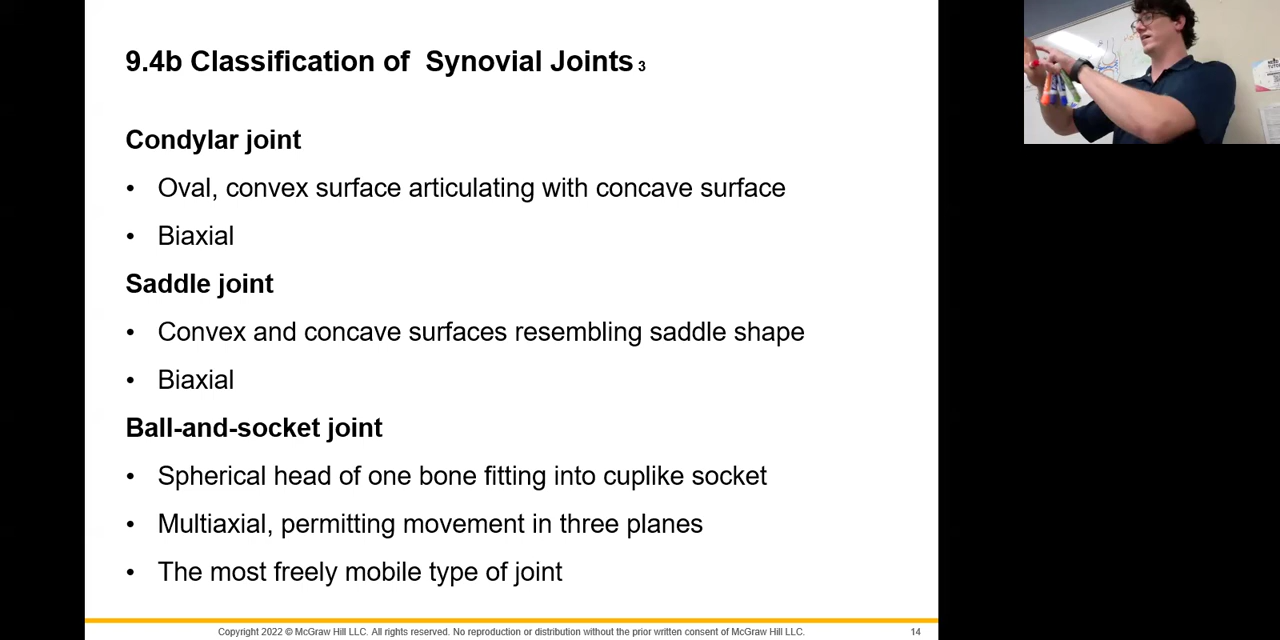 9.4b Classification of Synovial Joints 3
Condylar joint
• Oval, convex surface articulating with concave surface
• Biaxial
Saddle joint
• Convex and concave surfaces resembling saddle shape
• Biaxial
Ball-and-socket joint
• Spherical head of one bone fitting into cuplike socket
• Multiaxial, permitting movement in three planes
• The most freely mobile type of joint
Copyright 2022 © McGraw Hill LLC. All rights reserved. No reproduction or distribution without the prior written consent of McGraw Hill LLC.
14